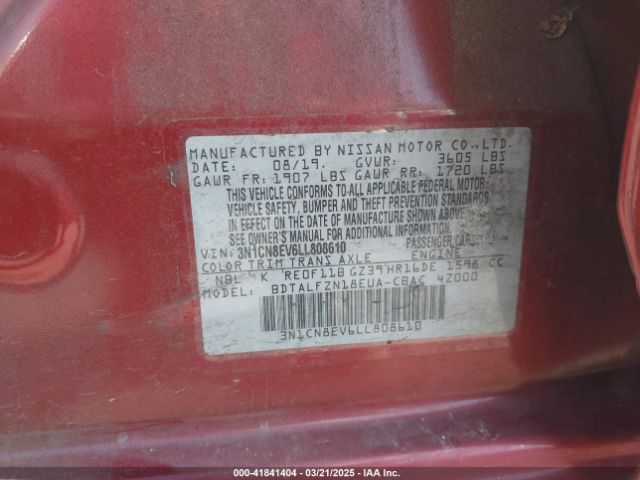 MANUFACTURED BY NISSAN MOTOR CO.,LTD.
DATE: 08/19. GVWR: 3605 LBS
GAWR FR: 1907 LBS GAWR RR: 1720 LBS
THIS VEHICLE CONFORMS TO ALL APPLICABLE FEDERAL MOTOR
VEHICLE SAFETY, BUMPER AND THEFT PREVENTION STANDARDS
IN EFFECT ON THE DATE OF MANUFACTURE SHOWN ABOVE.
SEE OWNER MANUAL FOR ADDITIONAL INFORMATION
VIN: 3N1CN8EV6LL808610 PASSENGER CAR
COLOR TRIM TRANS AXLE ENGINE
NBL K RE0F11B GZ39 HR16DE 1598 CC
MODEL: BDTALFZN18EUA-CBAC 4Z000
3N1CN8EV6LL808610
000-41841404 | 03/21/2025 | IAA Inc.